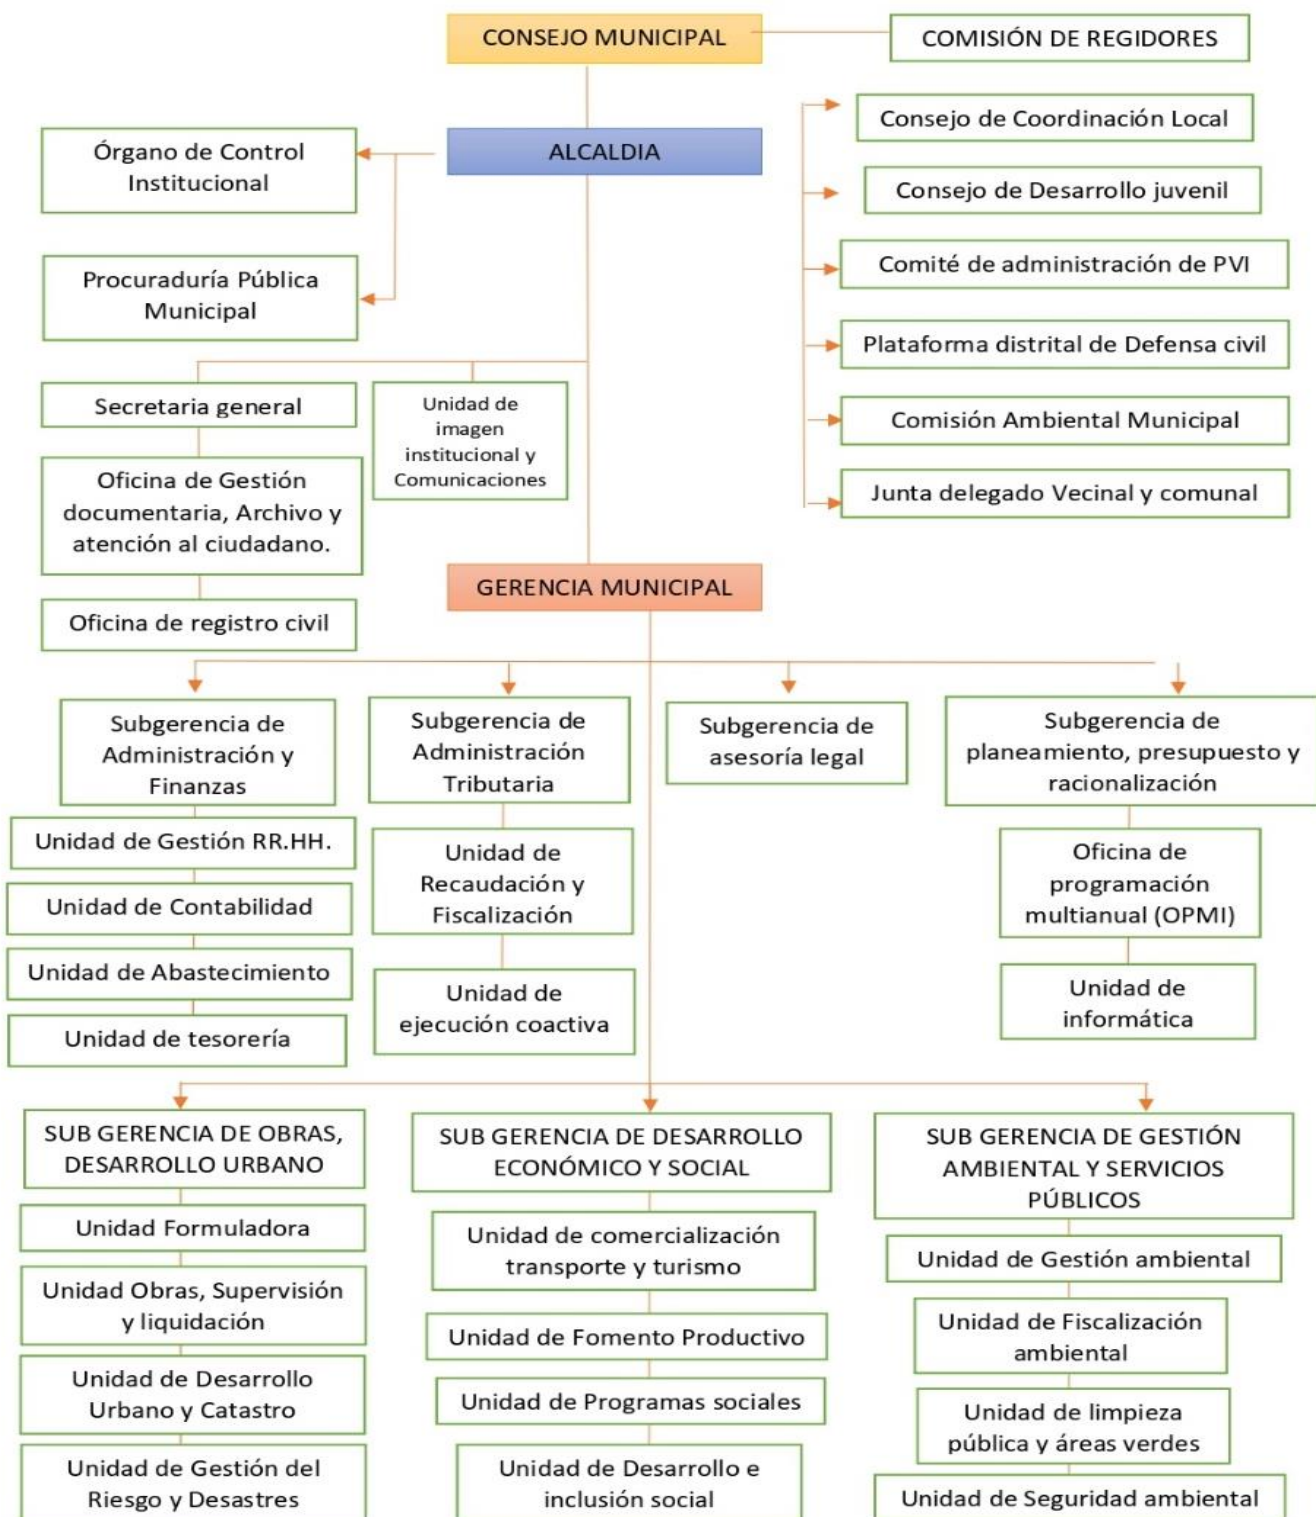 CONSEJO MUNICIPAL
COMISIÓN DE REGIDORES
Consejo de Coordinación Local
Consejo de Desarrollo juvenil
Comité de administración de PVl
Plataforma distrital de Defensa civil
Comisión Ambiental Municipal
Junta delegado Vecinal y comunal
ALCALDIA
Órgano de Control
Institucional
Procuraduría Pública
Municipal
Secretaria general
Oficina de Gestión
documentaria, Archivo y
atención al ciudadano.
Oficina de registro civil
Unidad de
imagen
institucional y
Comunicaciones
GERENCIA MUNICIPAL
Subgerencia de
Administración y
Finanzas
Unidad de Gestión RR.HH.
Unidad de Contabilidad
Unidad de Abastecimiento
Unidad de tesorería
Subgerencia de
Administración
Tributaria
Unidad de
Recaudación y
Fiscalización
Unidad de
ejecución coactiva
Subgerencia de
asesoría legal
Subgerencia de
planeamiento, presupuesto y
racionalización
Oficina de
programación
multianual (OPMI)
Unidad de
informática
SUB GERENCIA DE OBRAS,
DESARROLLO URBANO
Unidad Formuladora
Unidad Obras, Supervisión
y liquidación
Unidad de Desarrollo
Urbano y Catastro
Unidad de Gestión del
Riesgo y Desastres
SUB GERENCIA DE DESARROLLO
ECONÓMICO Y SOCIAL
Unidad de comercialización
transporte y turismo
Unidad de Fomento Productivo
Unidad de Programas sociales
Unidad de Desarrollo e
inclusión social
SUB GERENCIA DE GESTIÓN
AMBIENTAL Y SERVICIOS
PÚBLICOS
Unidad de Gestión ambiental
Unidad de Fiscalización
ambiental
Unidad de limpieza
pública y áreas verdes
Unidad de Seguridad ambiental